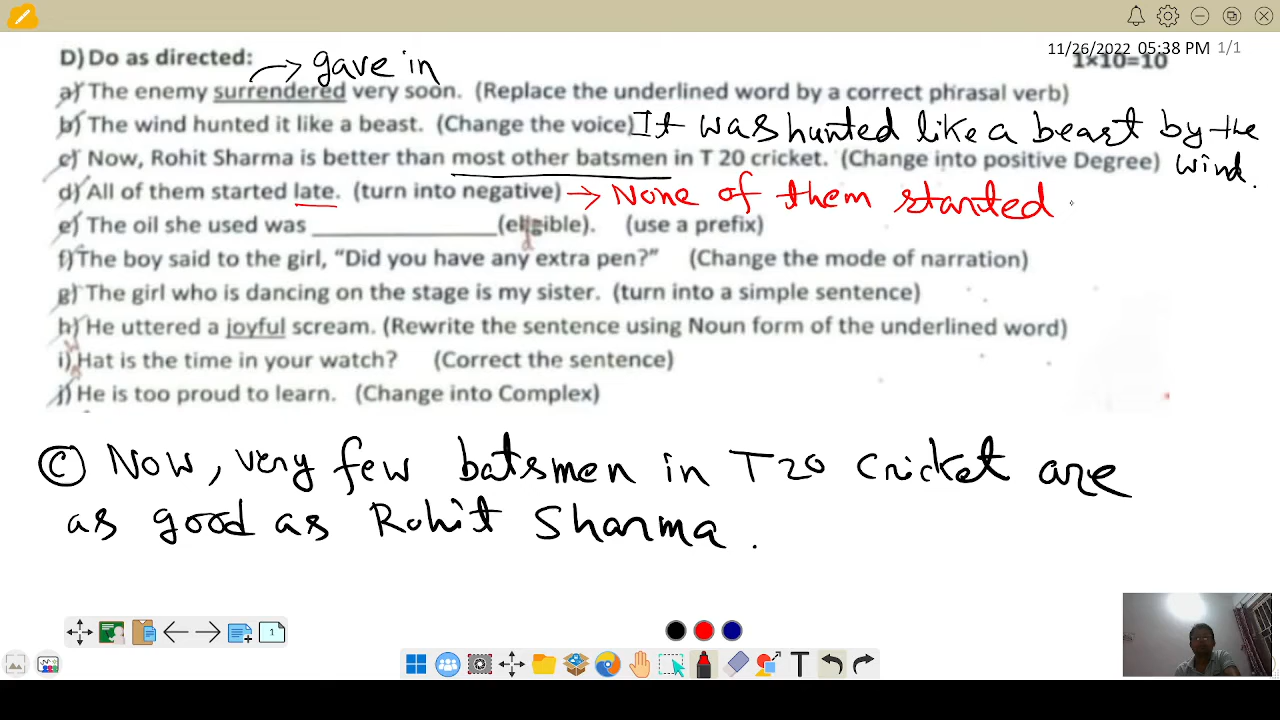 11/26/2022 05:38 PM 1/1
D) Do as directed: 1×10=10
gave in
a) The enemy surrendered very soon. (Replace the underlined word by a correct phrasal verb)
b) The wind hunted it like a beast. (Change the voice) It was hunted like a beast by the
wind.
c) Now, Rohit Sharma is better than most other batsmen in T 20 cricket. (Change into positive Degree)
d) All of them started late. (turn into negative) → None of them started
e) The oil she used was ____________ (eligible). (use a prefix)
f) The boy said to the girl, “Did you have any extra pen?” (Change the mode of narration)
g) The girl who is dancing on the stage is my sister. (turn into a simple sentence)
h) He uttered a joyful scream. (Rewrite the sentence using Noun form of the underlined word)
i) Hat is the time in your watch? (Correct the sentence)
j) He is too proud to learn. (Change into Complex)
c Now, very few batsmen in T20 cricket are
as good as Rohit Sharma.
1